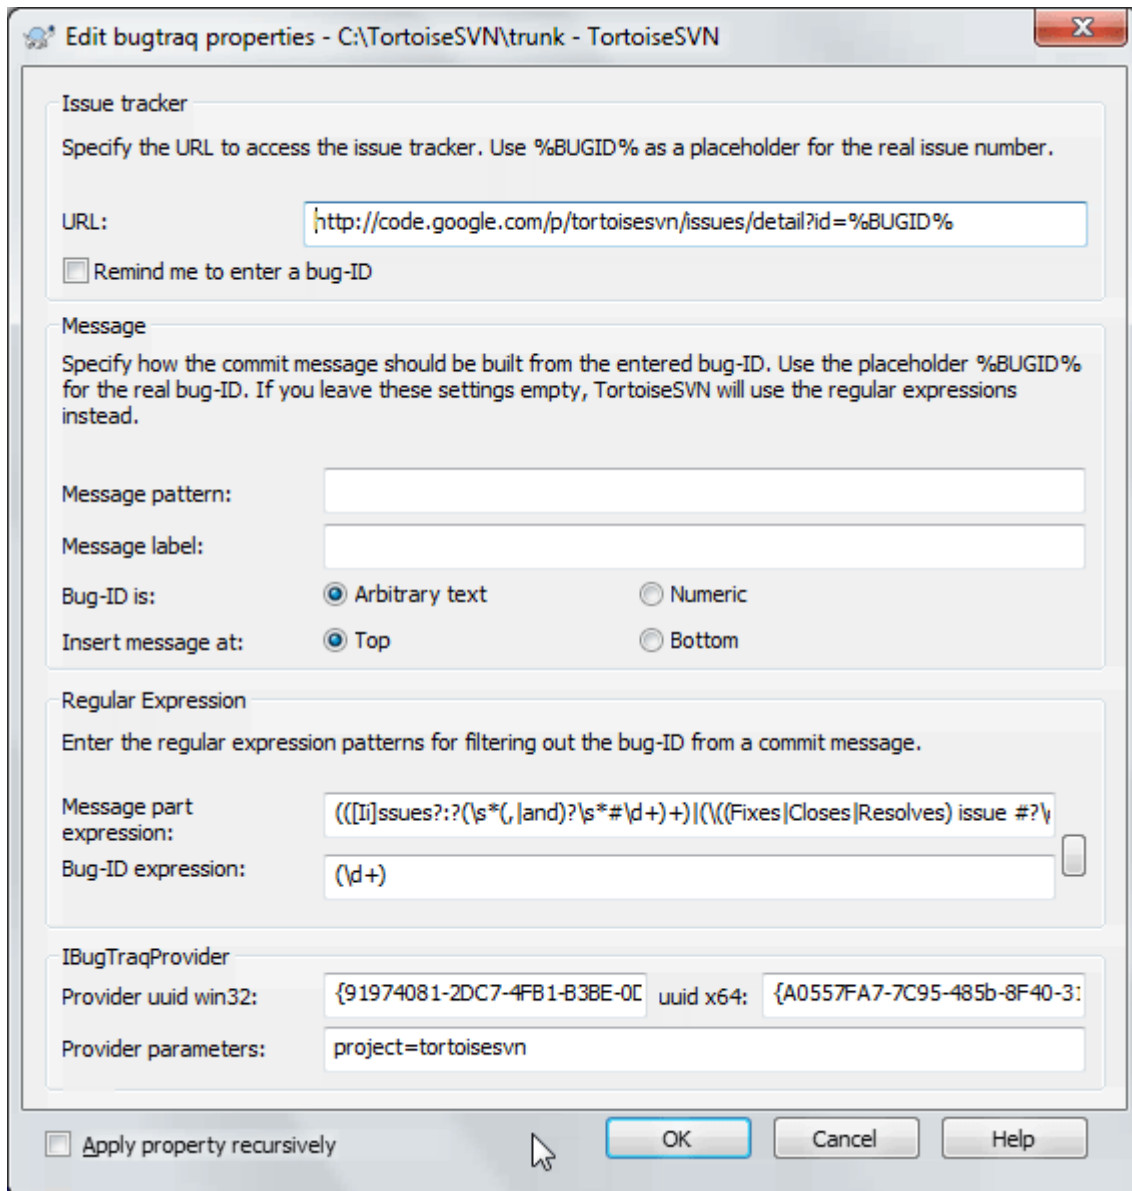 Edit bugtraq properties - C:\TortoiseSVN\trunk - TortoiseSVN
X
Issue tracker
Specify the URL to access the issue tracker. Use %BUGID% as a placeholder for the real issue number.
URL: http://code.google.com/p/tortoisesvn/issues/detail?id=%BUGID%
Remind me to enter a bug-ID
Message
Specify how the commit message should be built from the entered bug-ID. Use the placeholder %BUGID%
for the real bug-ID. If you leave these settings empty, TortoiseSVN will use the regular expressions
instead.
Message pattern:
Message label:
Bug-ID is: Arbitrary text Numeric
Insert message at: Top Bottom
Regular Expression
Enter the regular expression patterns for filtering out the bug-ID from a commit message.
Message part
expression:
(([Ii]ssues?:?(\s*(,|and)?\s*#\d+)+)|(\((Fixes|Closes|Resolves) issue #?\
Bug-ID expression: (\d+)
IBugTraqProvider
Provider uuid win32: {91974081-2DC7-4FB1-B3BE-0D uuid x64: {A0557FA7-7C95-485b-8F40-31
Provider parameters: project=tortoisesvn
Apply property recursively OK Cancel Help